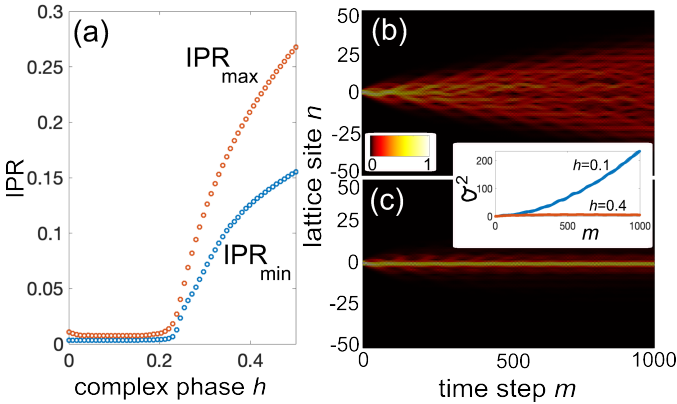 (a)
IPR
0.3
0.25
0.2
0.15
0.1
0.05
0
IPR max
IPR min
0
0.2
0.4
complex phase h
(b)
lattice site n
50
25
0
-25
-50
0 1
(c)
50
25
0
-25
-50
0
500
1000
time step m
σ²
200
100
0
h=0.1
h=0.4
0
500
1000
m